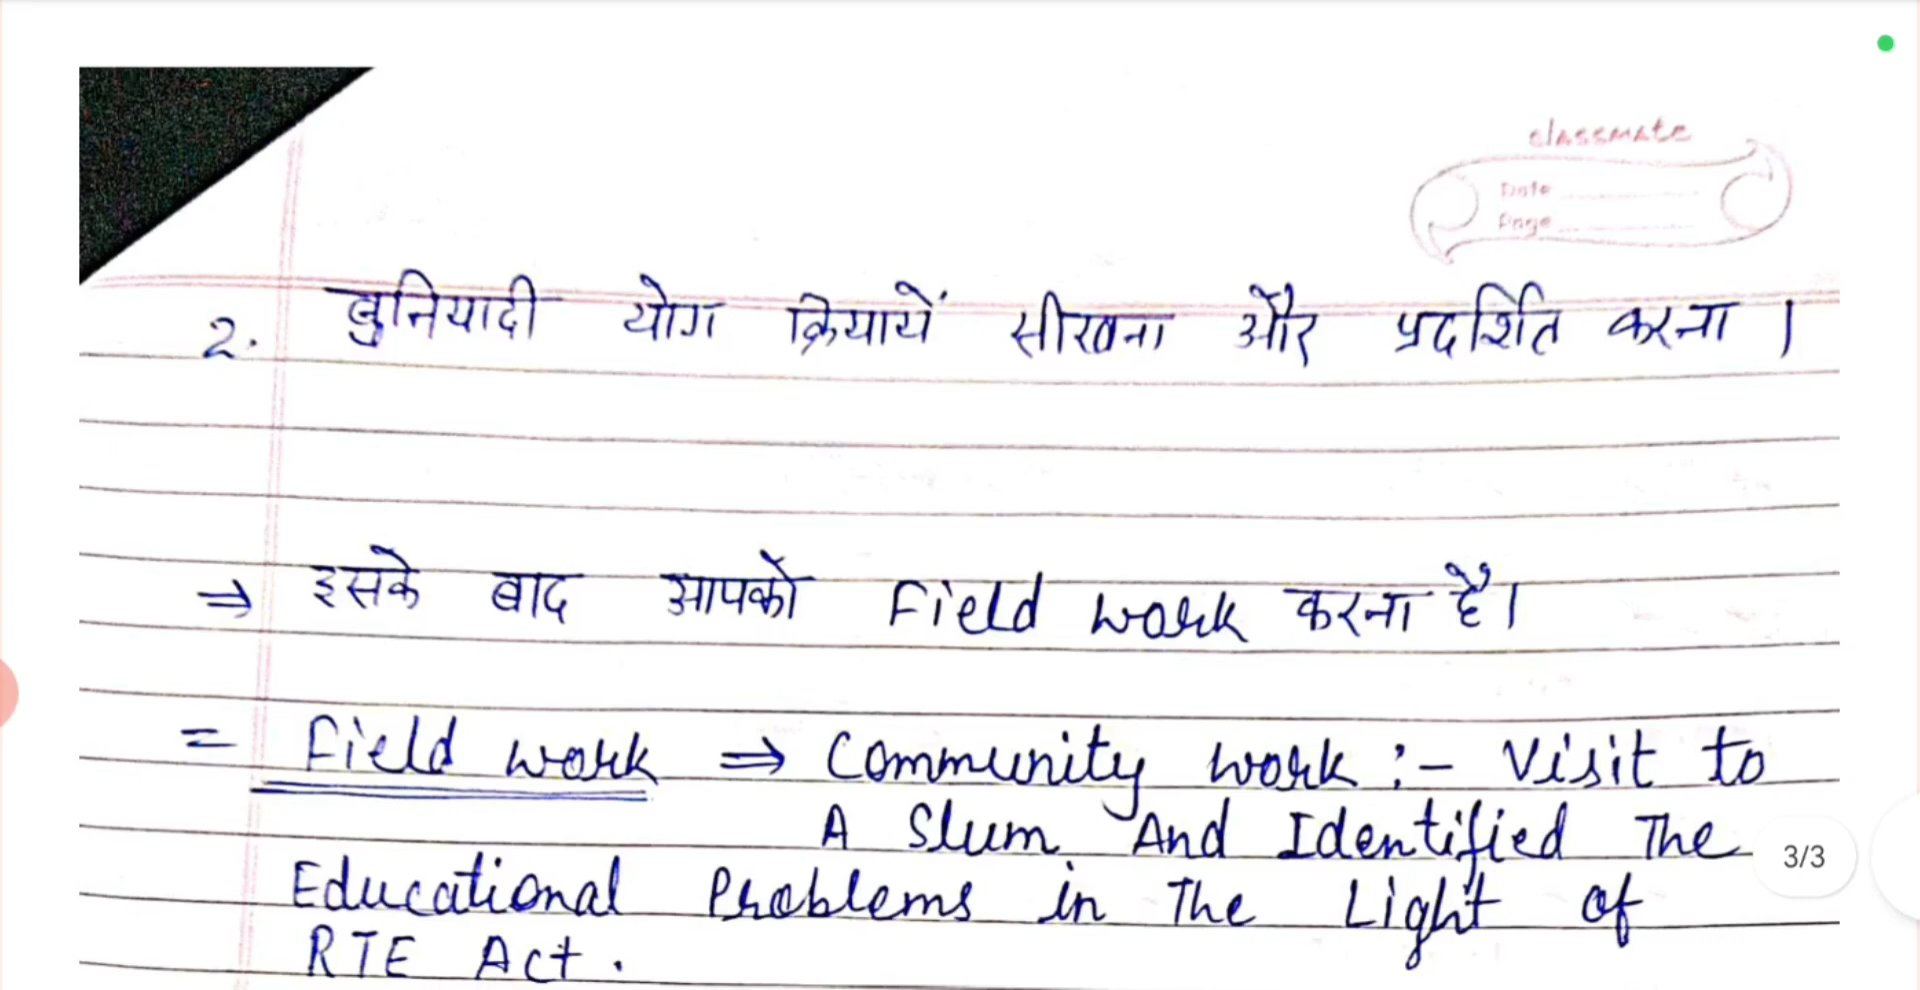 classmate
Date
Page
2. बुनियादी योग क्रियायें सीखना और प्रदर्शित करना ।
⇒ इसके बाद आपको Field work करना है।
= Field work ⇒ Community work :- Visit to
A Slum And Identified The
3/3
Educational Problems in The Light of
RTE Act.